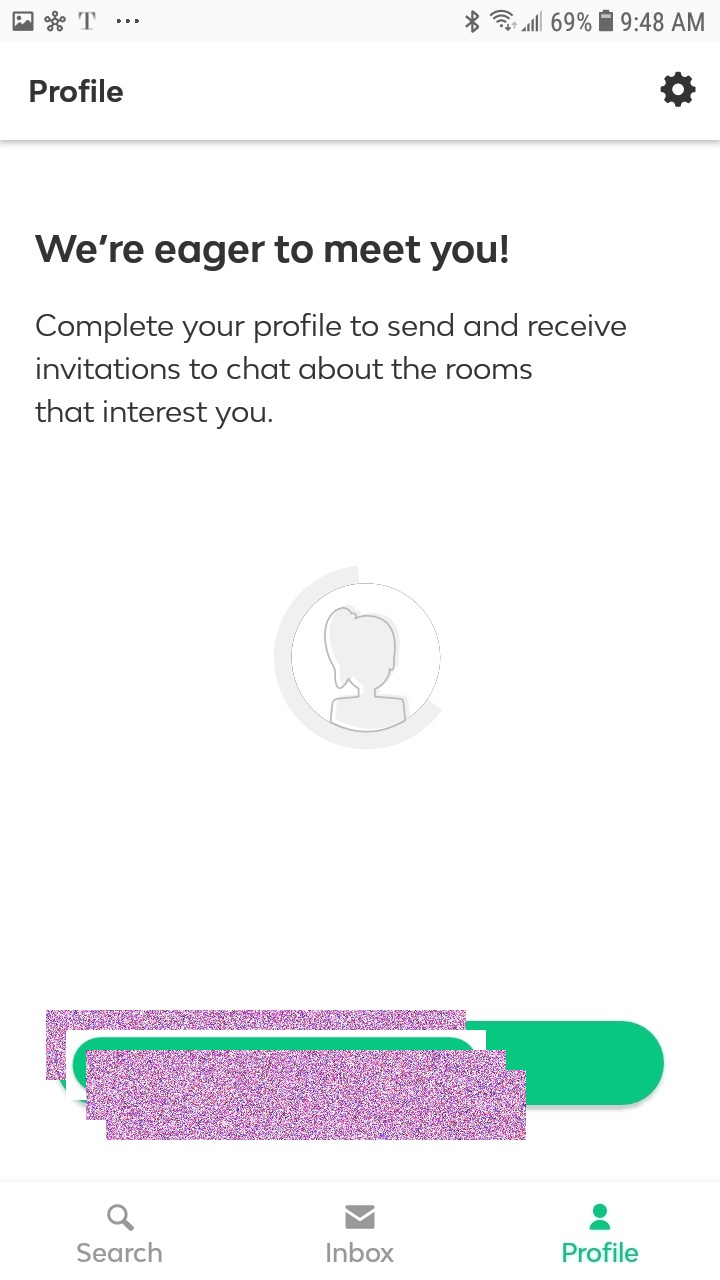 69% 9:48 AM
Profile
We're eager to meet you!
Complete your profile to send and receive
invitations to chat about the rooms
that interest you.
Search Inbox Profile